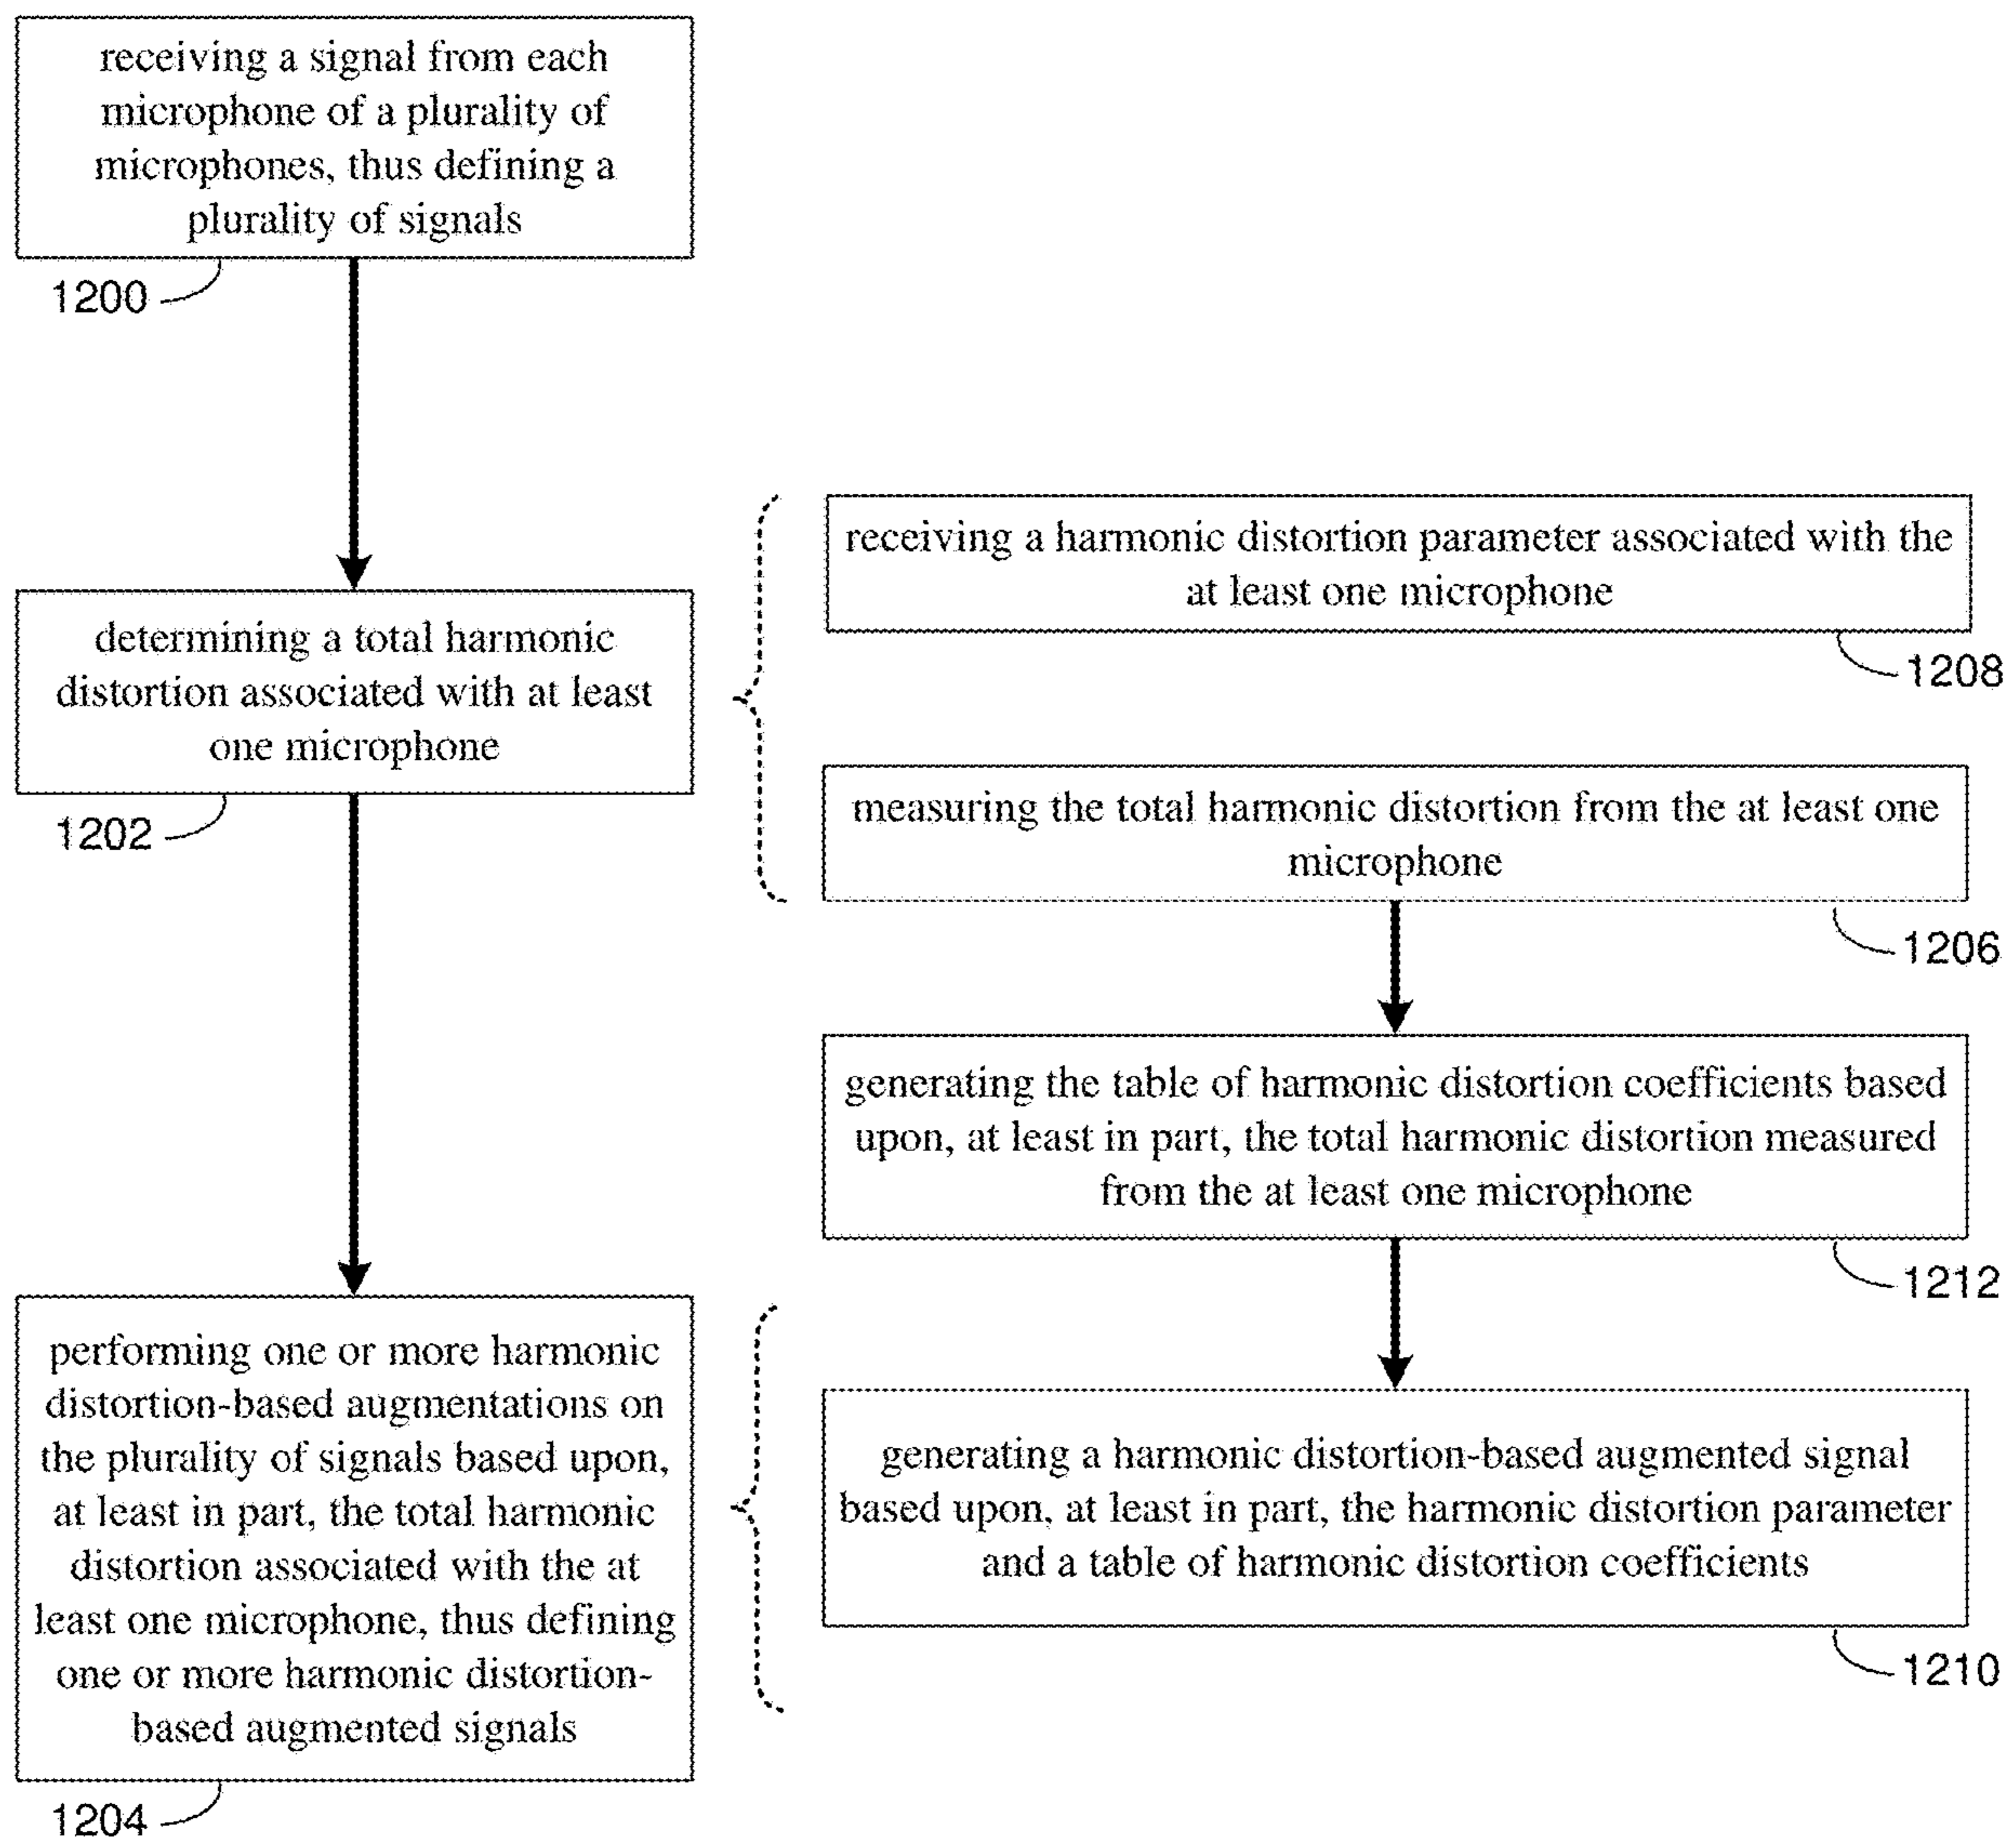 receiving a signal from each
microphone of a plurality of
microphones, thus defining a
plurality of signals
1200
determining a total harmonic
distortion associated with at least
one microphone
1202
performing one or more harmonic
distortion-based augmentations on
the plurality of signals based upon,
at least in part, the total harmonic
distortion associated with the at
least one microphone, thus defining
one or more harmonic distortion-
based augmented signals
1204
receiving a harmonic distortion parameter associated with the
at least one microphone
1208
measuring the total harmonic distortion from the at least one
microphone
1206
generating the table of harmonic distortion coefficients based
upon, at least in part, the total harmonic distortion measured
from the at least one microphone
1212
generating a harmonic distortion-based augmented signal
based upon, at least in part, the harmonic distortion parameter
and a table of harmonic distortion coefficients
1210